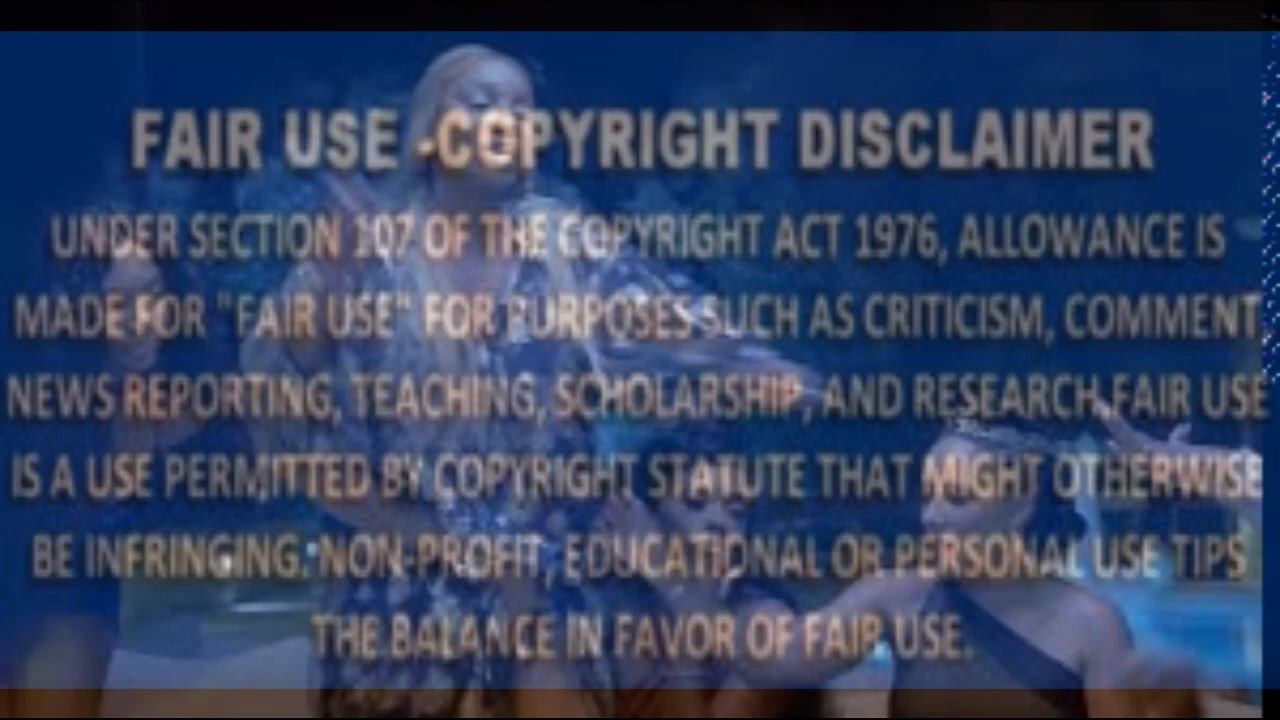 FAIR USE -COPYRIGHT DISCLAIMER
UNDER SECTION 107 OF THE COPYRIGHT ACT 1976, ALLOWANCE IS
MADE FOR "FAIR USE" FOR PURPOSES SUCH AS CRITICISM, COMMENT
NEWS REPORTING, TEACHING, SCHOLARSHIP, AND RESEARCH.FAIR USE
IS A USE PERMITTED BY COPYRIGHT STATUTE THAT MIGHT OTHERWISE
BE INFRINGING. NON-PROFIT, EDUCATIONAL OR PERSONAL USE TIPS
THE BALANCE IN FAVOR OF FAIR USE.